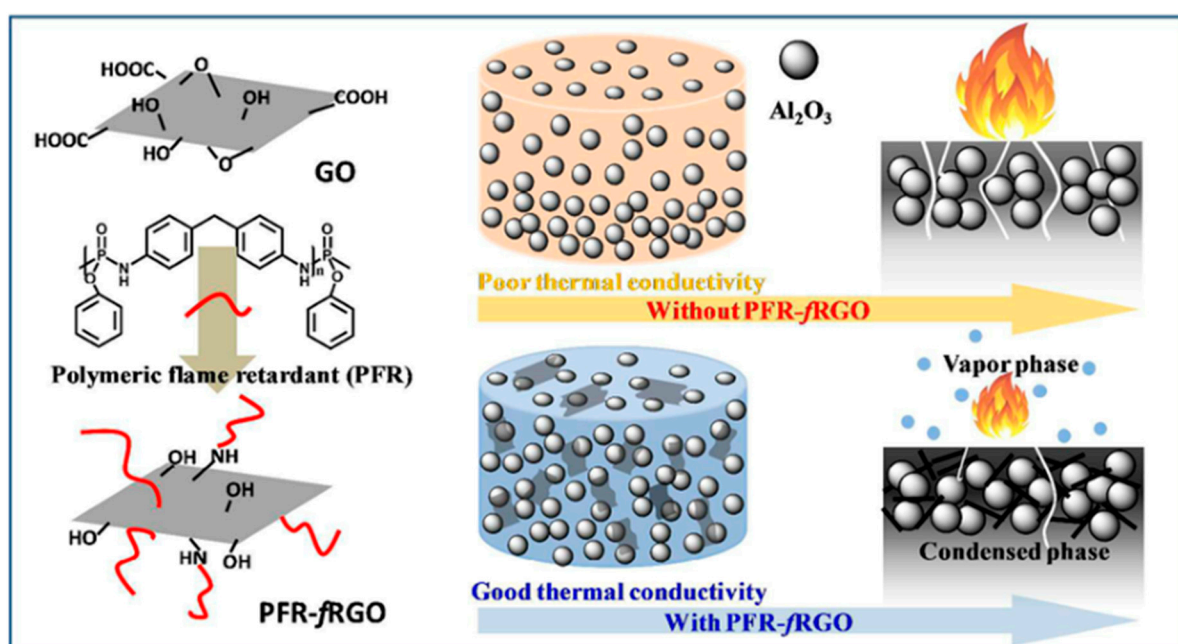 HOOC
O
HO
OH
COOH
HOOC
HO
O
GO
O
O
P
N
H
O
N
H
n
P
O
Polymeric flame retardant (PFR)
OH
NH
OH
HO
HN
OH
PFR-fRGO
Al2O3
Poor thermal conductivity
Without PFR-fRGO
Vapor phase
Condensed phase
Good thermal conductivity
With PFR-fRGO